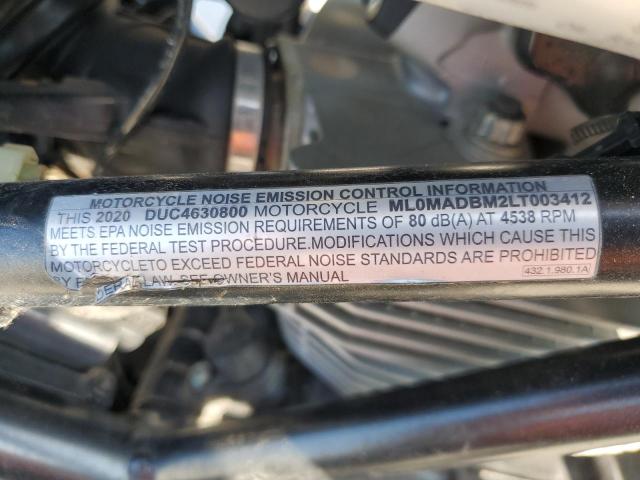 MOTORCYCLE NOISE EMISSION CONTROL INFORMATION
THIS 2020 DUC4630800 MOTORCYCLE ML0MADBM2LT003412
MEETS EPA NOISE EMISSION REQUIREMENTS OF 80 dB(A) AT 4538 RPM
BY THE FEDERAL TEST PROCEDURE.MODIFICATIONS WHICH CAUSE THIS
MOTORCYCLETO EXCEED FEDERAL NOISE STANDARDS ARE PROHIBITED
BY LAW. SEE OWNER'S MANUAL
432.1.980.1A